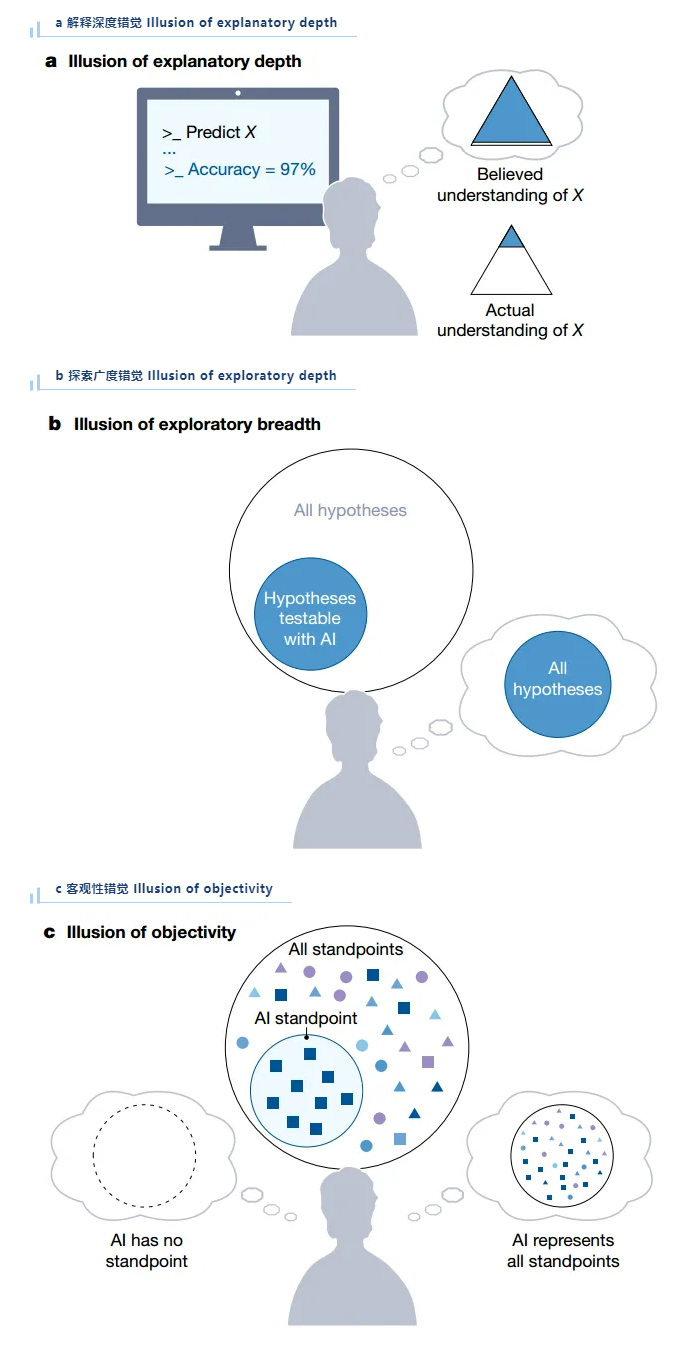 a 解释深度错觉 Illusion of explanatory depth
a Illusion of explanatory depth
>_ Predict X
...
>_ Accuracy = 97%
Believed
understanding of X
Actual
understanding of X
b 探索广度错觉 Illusion of exploratory depth
b Illusion of exploratory breadth
All hypotheses
Hypotheses
testable
with AI
All
hypotheses
c 客观性错觉 Illusion of objectivity
c Illusion of objectivity
All standpoints
AI standpoint
AI has no
standpoint
AI represents
all standpoints